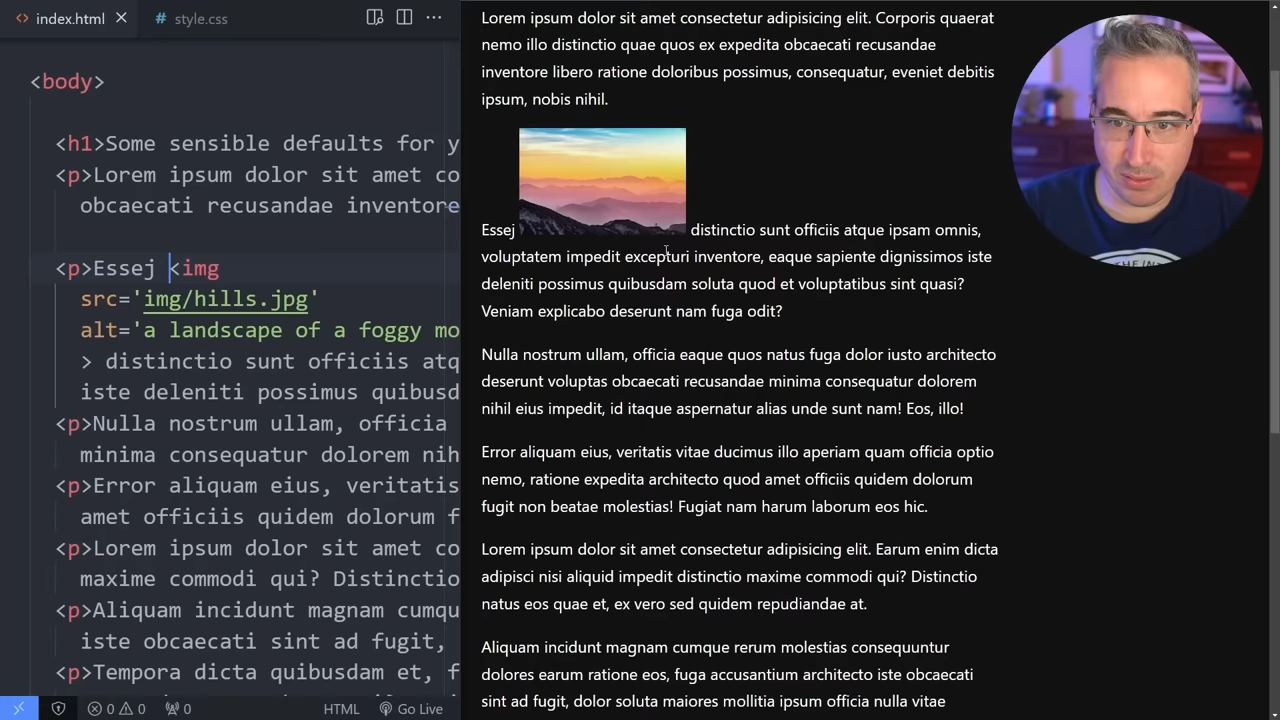 index.html
style.css
<body>
<h1>Some sensible defaults for y
<p>Lorem ipsum dolor sit amet co
obcaecati recusandae inventore
<p>Essej <img
src='img/hills.jpg'
alt='a landscape of a foggy mo
> distinctio sunt officiis atq
iste deleniti possimus quibusd
<p>Nulla nostrum ullam, officia
minima consequatur dolorem nih
<p>Error aliquam eius, veritatis
amet officiis quidem dolorum f
<p>Lorem ipsum dolor sit amet co
maxime commodi qui? Distinctio
<p>Aliquam incidunt magnam cumqu
iste obcaecati sint ad fugit,
<p>Tempora dicta quibusdam et, f
0 0 0 HTML Go Live
Lorem ipsum dolor sit amet consectetur adipisicing elit. Corporis quaerat
nemo illo distinctio quae quos ex expedita obcaecati recusandae
inventore libero ratione doloribus possimus, consequatur, eveniet debitis
ipsum, nobis nihil.
Essej distinctio sunt officiis atque ipsam omnis,
voluptatem impedit excepturi inventore, eaque sapiente dignissimos iste
deleniti possimus quibusdam soluta quod et voluptatibus sint quasi?
Veniam explicabo deserunt nam fuga odit?
Nulla nostrum ullam, officia eaque quos natus fuga dolor iusto architecto
deserunt voluptas obcaecati recusandae minima consequatur dolorem
nihil eius impedit, id itaque aspernatur alias unde sunt nam! Eos, illo!
Error aliquam eius, veritatis vitae ducimus illo aperiam quam officia optio
nemo, ratione expedita architecto quod amet officiis quidem dolorum
fugit non beatae molestias! Fugiat nam harum laborum eos hic.
Lorem ipsum dolor sit amet consectetur adipisicing elit. Earum enim dicta
adipisci nisi aliquid impedit distinctio maxime commodi qui? Distinctio
natus eos quae et, ex vero sed quidem repudiandae at.
Aliquam incidunt magnam cumque rerum molestias consequuntur
dolores earum ratione eos, fuga accusantium architecto iste obcaecati
sint ad fugit, dolor soluta maiores mollitia ipsum officia nulla vitae